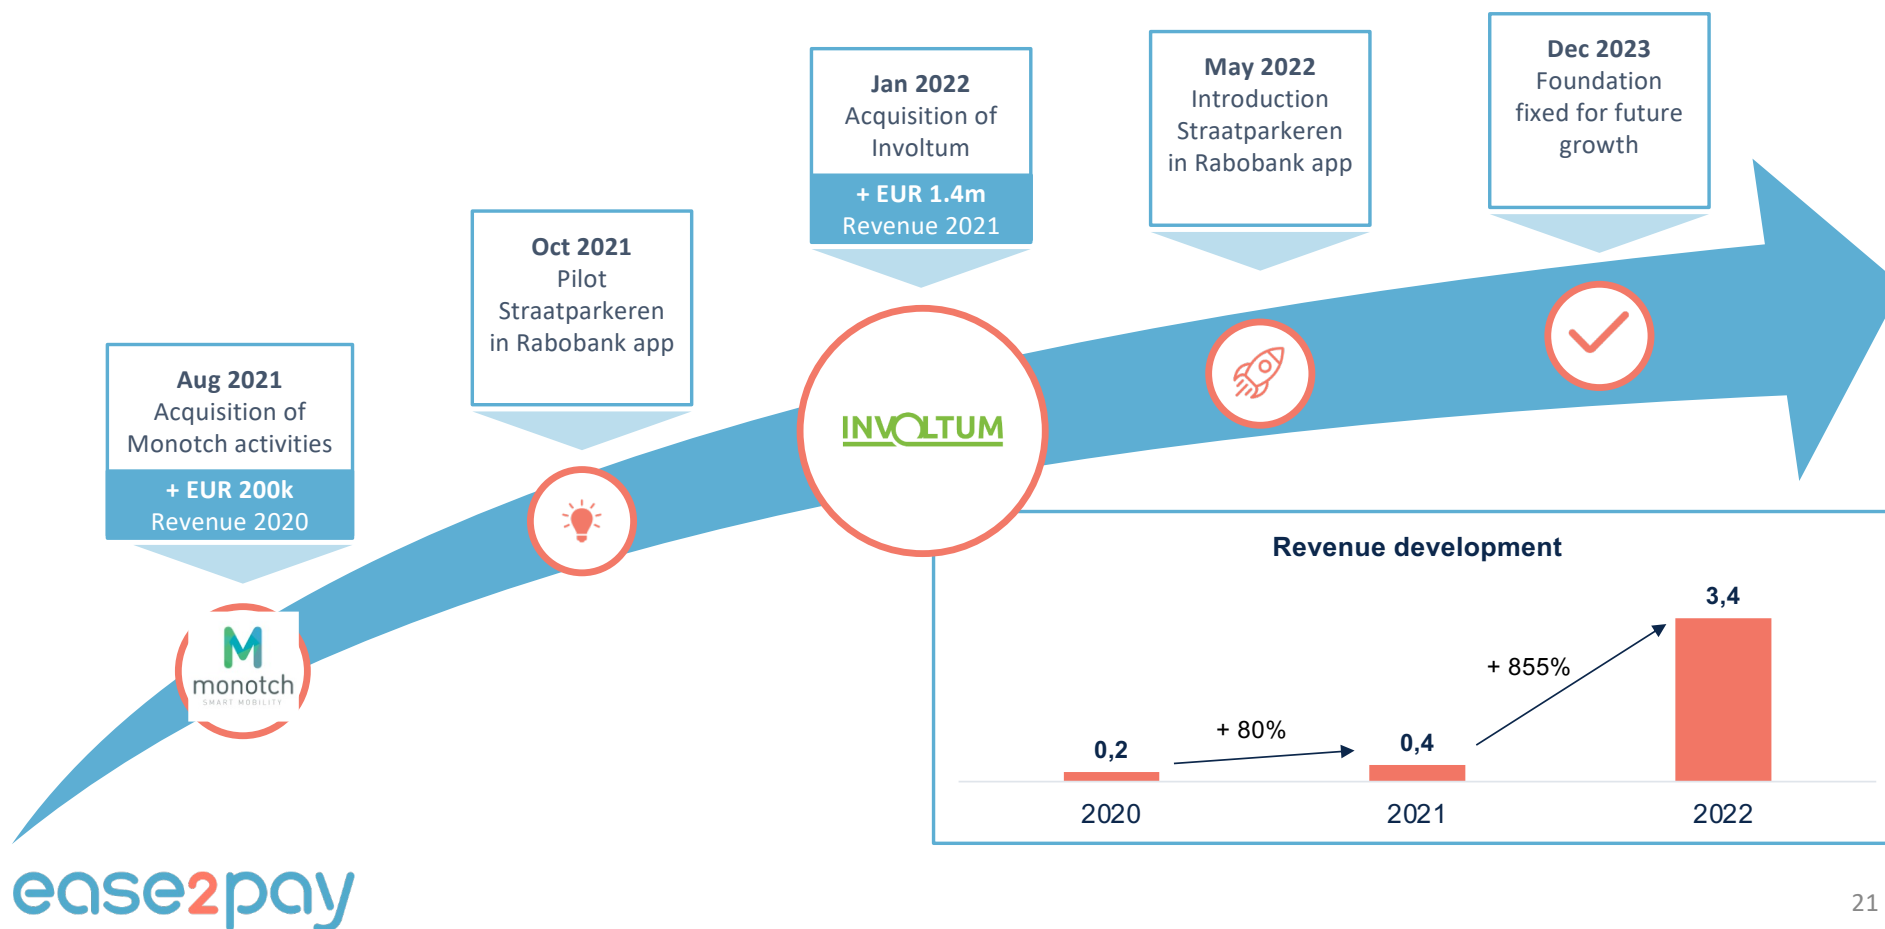 Aug 2021
Acquisition of
Monotch activities
+ EUR 200k
Revenue 2020
monotch
SMART MOBILITY
Oct 2021
Pilot
Straatparkeren
in Rabobank app
Jan 2022
Acquisition of
Involtum
+ EUR 1.4m
Revenue 2021
INVOLTUM
May 2022
Introduction
Straatparkeren
in Rabobank app
Dec 2023
Foundation
fixed for future
growth
Revenue development
0,2
+ 80%
0,4
+ 855%
3,4
2020
2021
2022
ease2pay
21